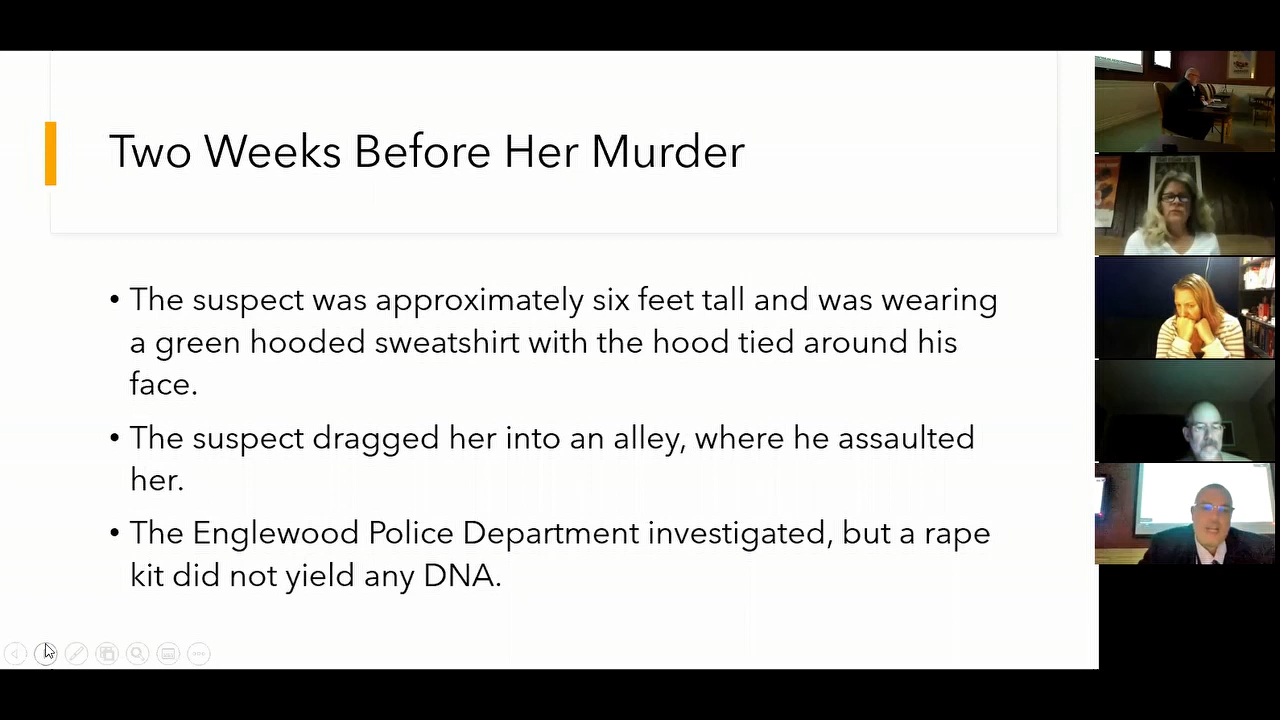 Two Weeks Before Her Murder
• The suspect was approximately six feet tall and was wearing
a green hooded sweatshirt with the hood tied around his
face.
• The suspect dragged her into an alley, where he assaulted
her.
• The Englewood Police Department investigated, but a rape
kit did not yield any DNA.